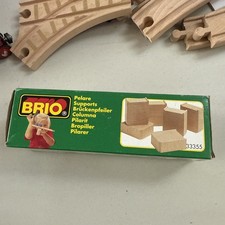 BRIO®
Pelare
Supports
Brückenpfeiler
Columna
Pilarit
Bropiller
Pilarer
33355